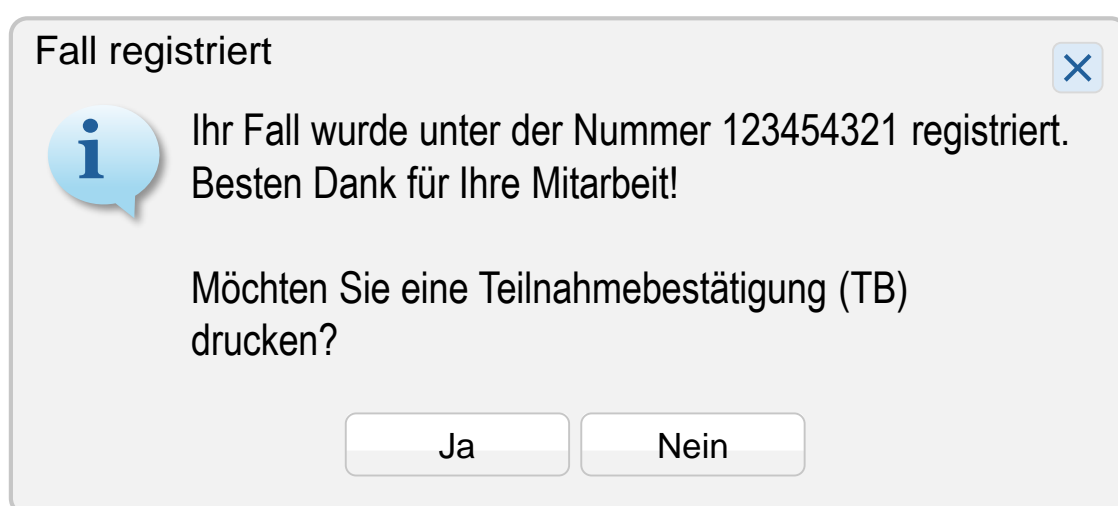 Fall registriert
Ihr Fall wurde unter der Nummer 123454321 registriert.
Besten Dank für Ihre Mitarbeit!
Möchten Sie eine Teilnahmebestätigung (TB)
drucken?
Ja Nein